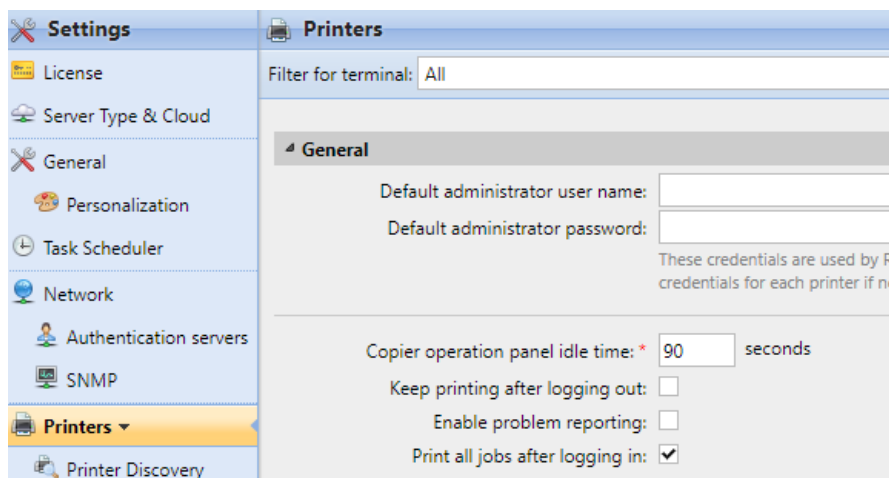 Settings
License
Server Type & Cloud
General
Personalization
Task Scheduler
Network
Authentication servers
SNMP
Printers
Printer Discovery
Printers
Filter for terminal: All
General
Default administrator user name:
Default administrator password:
These credentials are used by
credentials for each printer if
Copier operation panel idle time: * 90 seconds
Keep printing after logging out:
Enable problem reporting:
Print all jobs after logging in: